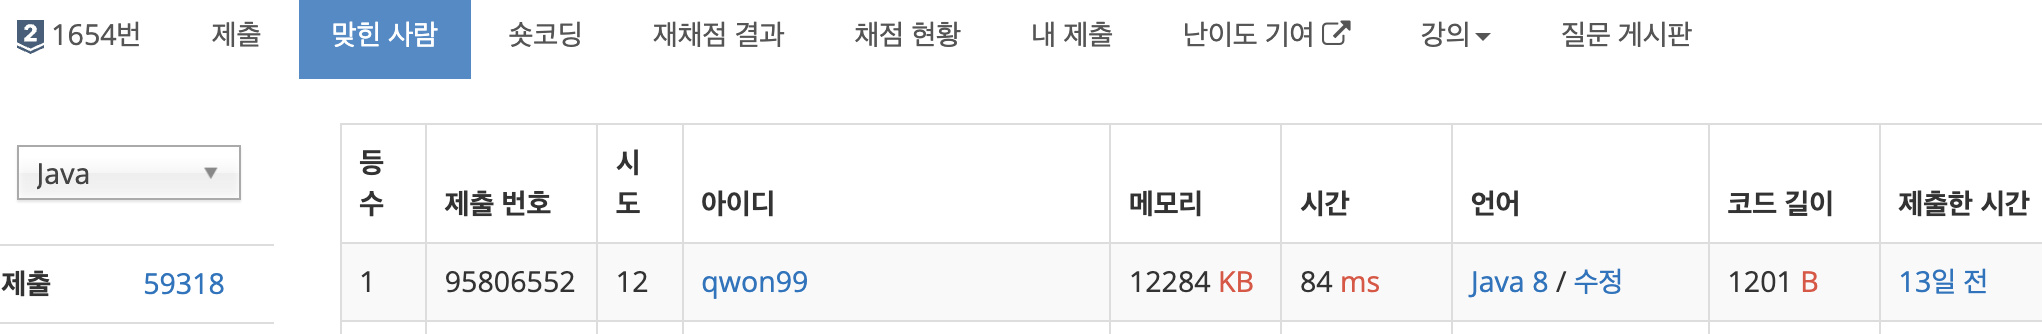 2 1654번 제출 맞힌 사람 숏코딩 재채점 결과 채점 현황 내 제출 난이도 기여 강의 질문 게시판
Java
제출 59318
등수 제출 번호 시도 아이디 메모리 시간 언어 코드 길이 제출한 시간
1 95806552 12 qwon99 12284 KB 84 ms Java 8 / 수정 1201 B 13일 전